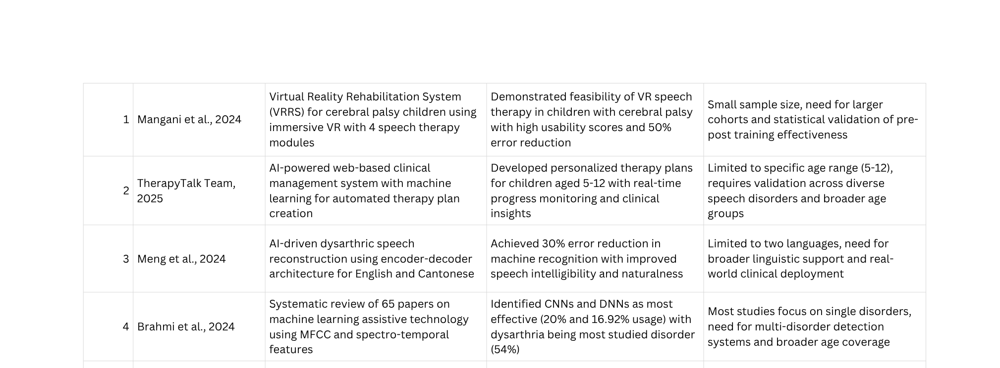 1
Mangani et al., 2024
Virtual Reality Rehabilitation System
(VRRS) for cerebral palsy children using
immersive VR with 4 speech therapy
modules
Demonstrated feasibility of VR speech
therapy in children with cerebral palsy
with high usability scores and 50%
error reduction
Small sample size, need for larger
cohorts and statistical validation of pre-
post training effectiveness
2
TherapyTalk Team,
2025
AI-powered web-based clinical
management system with machine
learning for automated therapy plan
creation
Developed personalized therapy plans
for children aged 5-12 with real-time
progress monitoring and clinical
insights
Limited to specific age range (5-12),
requires validation across diverse
speech disorders and broader age
groups
3
Meng et al., 2024
AI-driven dysarthric speech
reconstruction using encoder-decoder
architecture for English and Cantonese
Achieved 30% error reduction in
machine recognition with improved
speech intelligibility and naturalness
Limited to two languages, need for
broader linguistic support and real-
world clinical deployment
4
Brahmi et al., 2024
Systematic review of 65 papers on
machine learning assistive technology
using MFCC and spectro-temporal
features
Identified CNNs and DNNs as most
effective (20% and 16.92% usage) with
dysarthria being most studied disorder
(54%)
Most studies focus on single disorders,
need for multi-disorder detection
systems and broader age coverage